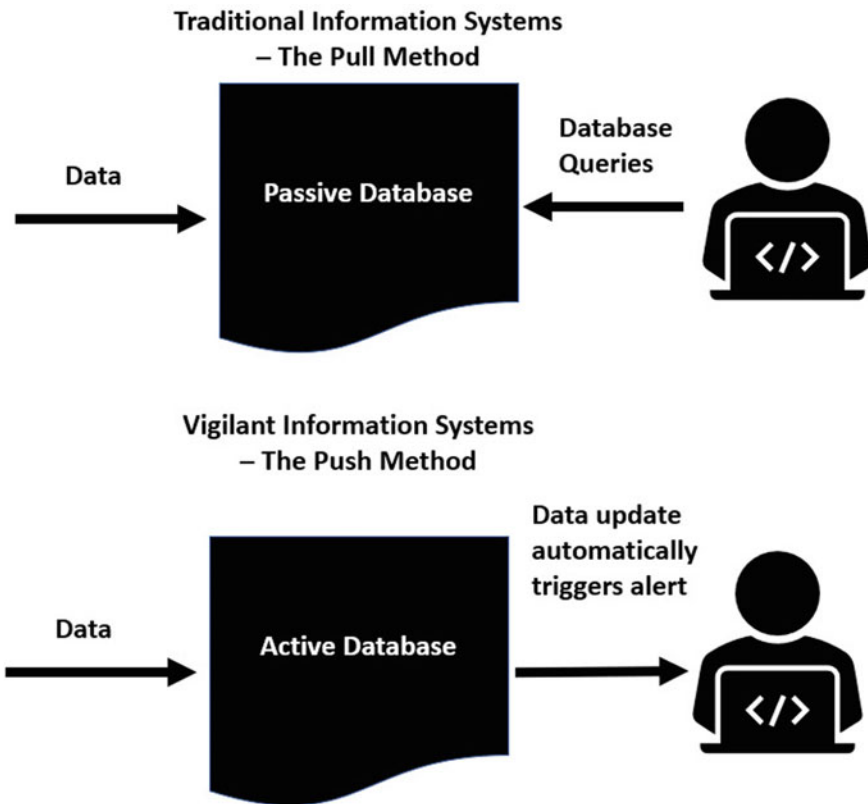 Traditional Information Systems
– The Pull Method
Database
Queries
Data
Passive Database
</>
Vigilant Information Systems
– The Push Method
Data update
automatically
triggers alert
Data
Active Database
</>